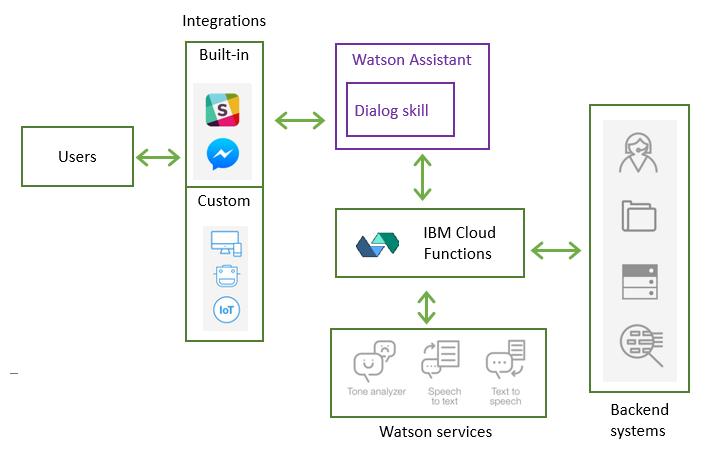 Integrations
Built-in
S
Watson Assistant
Dialog skill
Users
Custom
IoT
IBM Cloud
Functions
Tone analyzer
Speech
to text
Text to
speech
Watson services
Backend
systems